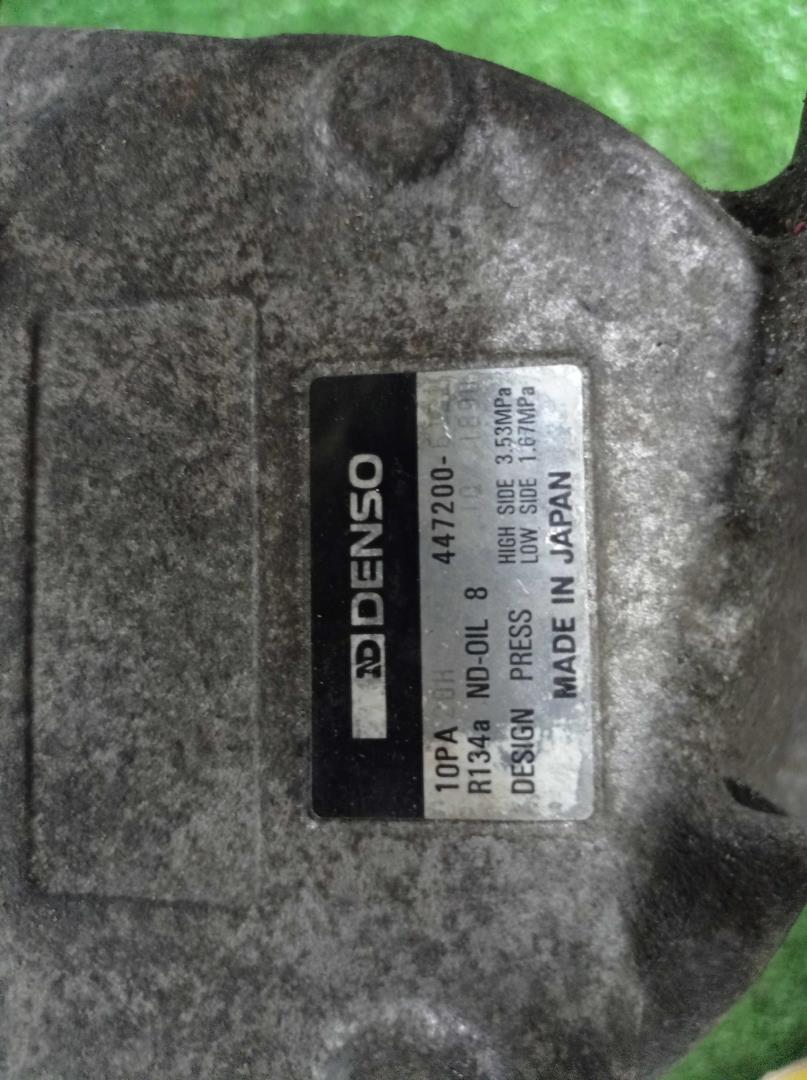 ND DENSO
10PA 447200-
R134a ND-OIL 8
DESIGN PRESS HIGH SIDE 3.53MPa
LOW SIDE 1.67MPa
MADE IN JAPAN